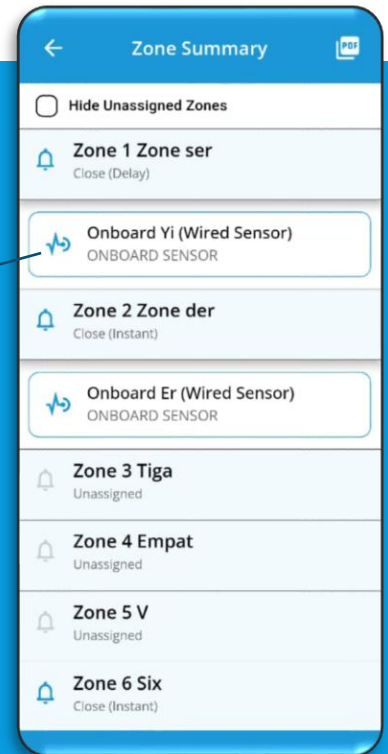 Zone Summary
PDF
Hide Unassigned Zones
Zone 1 Zone ser
Close (Delay)
Onboard Yi (Wired Sensor)
ONBOARD SENSOR
Zone 2 Zone der
Close (Instant)
Onboard Er (Wired Sensor)
ONBOARD SENSOR
Zone 3 Tiga
Unassigned
Zone 4 Empat
Unassigned
Zone 5 V
Unassigned
Zone 6 Six
Close (Instant)